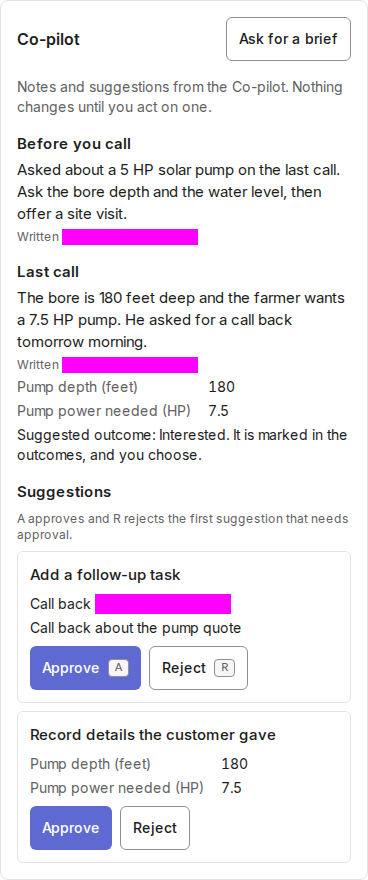 Co-pilot
Ask for a brief
Notes and suggestions from the Co-pilot. Nothing
changes until you act on one.
Before you call
Asked about a 5 HP solar pump on the last call.
Ask the bore depth and the water level, then
offer a site visit.
Written
Last call
The bore is 180 feet deep and the farmer wants
a 7.5 HP pump. He asked for a call back
tomorrow morning.
Written
Pump depth (feet) 180
Pump power needed (HP) 7.5
Suggested outcome: Interested. It is marked in the
outcomes, and you choose.
Suggestions
A approves and R rejects the first suggestion that needs
approval.
Add a follow-up task
Call back
Call back about the pump quote
Approve A Reject R
Record details the customer gave
Pump depth (feet) 180
Pump power needed (HP) 7.5
Approve Reject